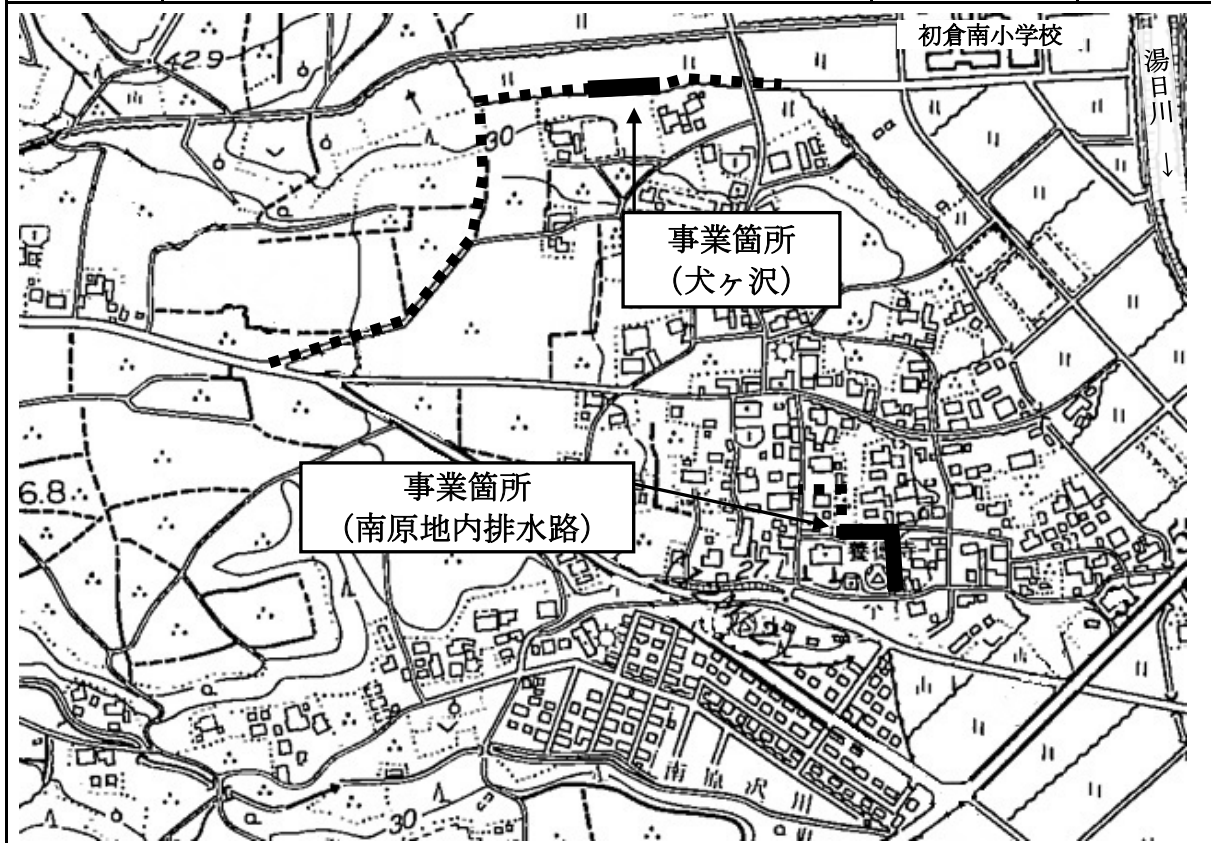 初倉南小学校
42.9
湯日川
↓
30
事業箇所
(犬ヶ沢)
事業箇所
(南原地内排水路)
6.8
27
南原沢川
30